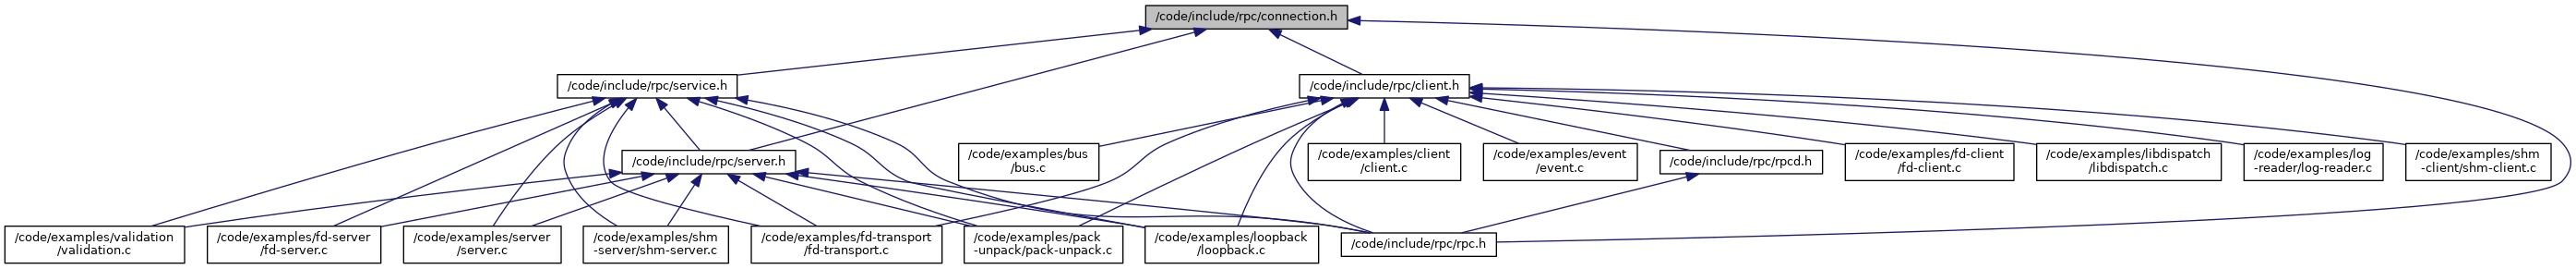 /code/include/rpc/connection.h
/code/include/rpc/service.h
/code/include/rpc/client.h
/code/include/rpc/server.h
/code/examples/bus
/bus.c
/code/examples/client
/client.c
/code/examples/event
/event.c
/code/include/rpc/rpcd.h
/code/examples/fd-client
/fd-client.c
/code/examples/libdispatch
/libdispatch.c
/code/examples/log
-reader/log-reader.c
/code/examples/shm
-client/shm-client.c
/code/examples/validation
/validation.c
/code/examples/fd-server
/fd-server.c
/code/examples/server
/server.c
/code/examples/shm
-server/shm-server.c
/code/examples/fd-transport
/fd-transport.c
/code/examples/pack
-unpack/pack-unpack.c
/code/examples/loopback
/loopback.c
/code/include/rpc/rpc.h